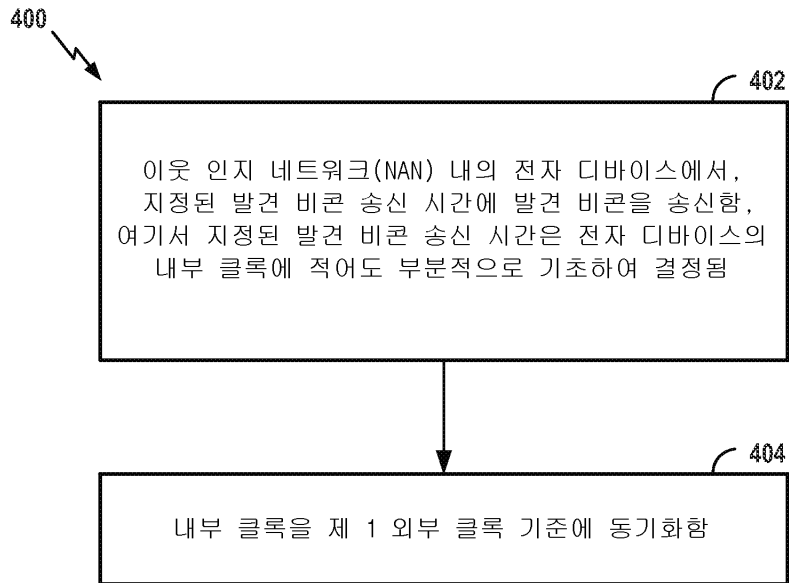 400
402
이웃 인지 네트워크(NAN) 내의 전자 디바이스에서,
지정된 발견 비콘 송신 시간에 발견 비콘을 송신함,
여기서 지정된 발견 비콘 송신 시간은 전자 디바이스의
내부 클록에 적어도 부분적으로 기초하여 결정됨
404
내부 클록을 제 1 외부 클록 기준에 동기화함